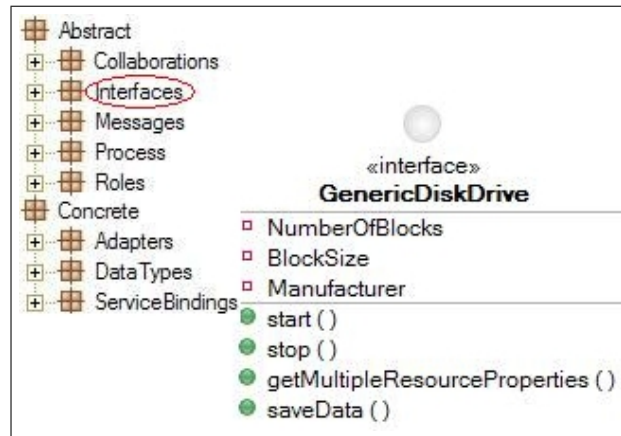 Abstract
Collaborations
Interfaces
Messages
Process
Roles
Concrete
Adapters
DataTypes
ServiceBindings
«interface»
GenericDiskDrive
NumberOfBlocks
BlockSize
Manufacturer
start ( )
stop ( )
getMultipleResourceProperties ( )
saveData ( )